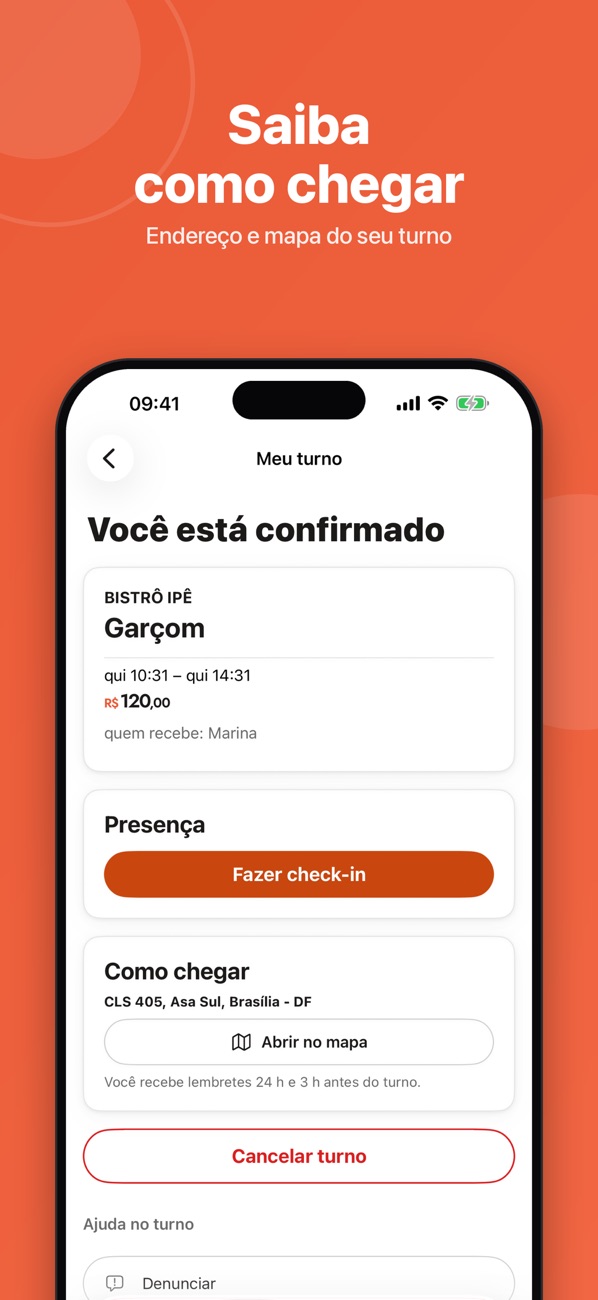 Saiba
como chegar
Endereço e mapa do seu turno
09:41
Meu turno
Você está confirmado
BISTRÔ IPÊ
Garçom
qui 10:31 – qui 14:31
R$ 120,00
quem recebe: Marina
Presença
Fazer check-in
Como chegar
CLS 405, Asa Sul, Brasília - DF
Abrir no mapa
Você recebe lembretes 24 h e 3 h antes do turno.
Cancelar turno
Ajuda no turno
Denunciar